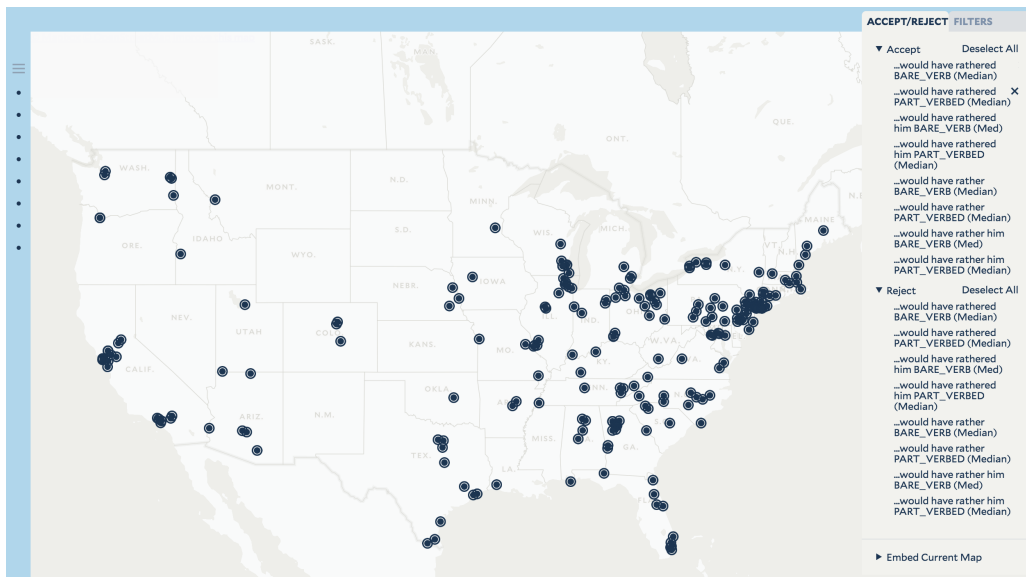 ACCEPT/REJECT FILTERS
Accept Deselect All
...would have rathered
BARE_VERB (Median)
...would have rathered
PART_VERBED (Median)
...would have rathered
him BARE_VERB (Med)
...would have rathered
him PART_VERBED
(Median)
...would have rather
BARE_VERB (Median)
...would have rather
PART_VERBED (Median)
...would have rather him
BARE_VERB (Med)
...would have rather him
PART_VERBED (Median)
Reject Deselect All
...would have rathered
BARE_VERB (Median)
...would have rathered
PART_VERBED (Median)
...would have rathered
him BARE_VERB (Med)
...would have rathered
him PART_VERBED
(Median)
...would have rather
BARE_VERB (Median)
...would have rather
PART_VERBED (Median)
...would have rather him
BARE_VERB (Med)
...would have rather him
PART_VERBED (Median)
Embed Current Map
SASK.
MAN.
ONT.
QUE.
WASH.
MONT.
N.D.
MINN.
MAINE
ORE.
IDAHO
S.D.
WIS.
MICH.
VT.
WYO.
NEBR.
IOWA
NEV.
UTAH
COLO.
KANS.
MO.
ILL.
IND.
W.VA.
CALIF.
KY.
OKLA.
ARIZ.
N.M.
MISS.
GA.
TEX.
LA.